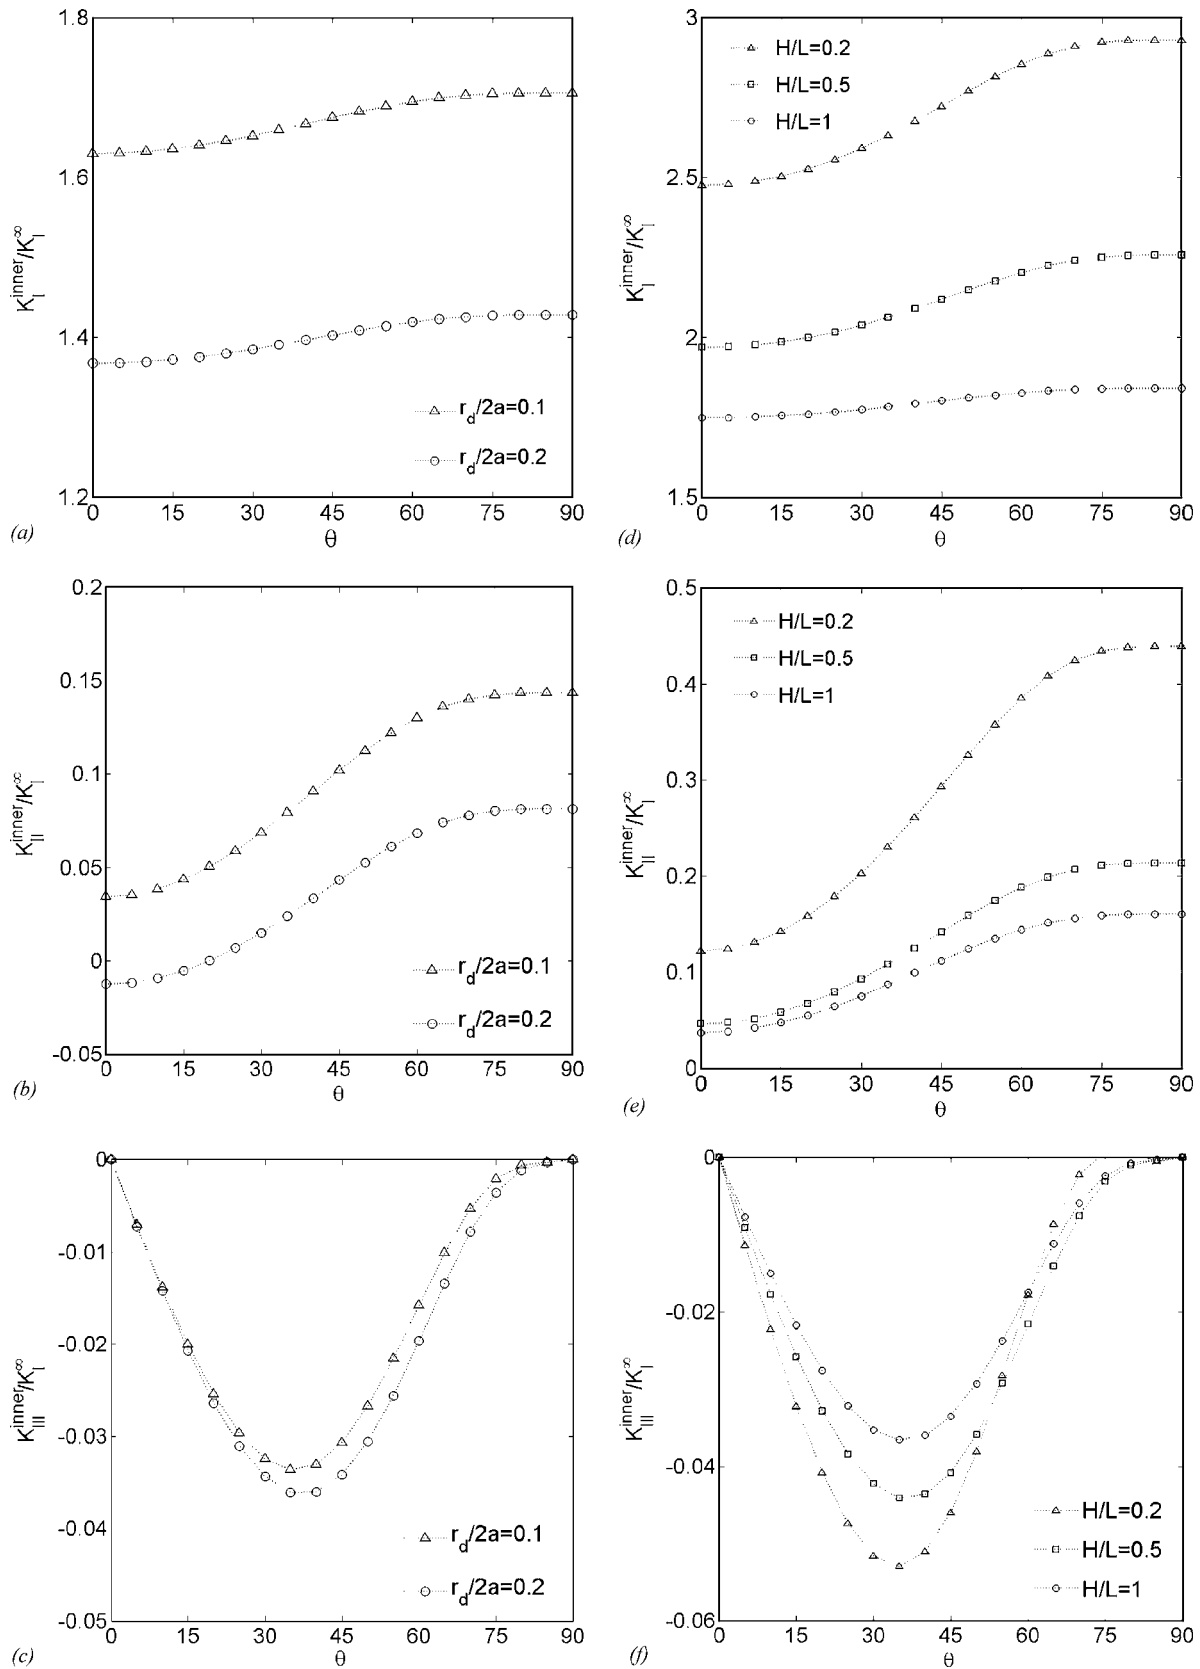 1.8
1.6
1.4
1.2
K_I^inner/K_I^∞
r_d/2a=0.1
r_d/2a=0.2
0 15 30 45 60 75 90
θ
(a)
3
2.5
2
1.5
K_I^inner/K_I^∞
H/L=0.2
H/L=0.5
H/L=1
0 15 30 45 60 75 90
θ
(d)
0.2
0.15
0.1
0.05
0
-0.05
K_II^inner/K_I^∞
r_d/2a=0.1
r_d/2a=0.2
0 15 30 45 60 75 90
θ
(b)
0.5
0.4
0.3
0.2
0.1
0
K_II^inner/K_I^∞
H/L=0.2
H/L=0.5
H/L=1
0 15 30 45 60 75 90
θ
(e)
0
-0.01
-0.02
-0.03
-0.04
-0.05
K_III^inner/K_I^∞
r_d/2a=0.1
r_d/2a=0.2
0 15 30 45 60 75 90
θ
(c)
0
-0.02
-0.04
-0.06
K_III^inner/K_I^∞
H/L=0.2
H/L=0.5
H/L=1
0 15 30 45 60 75 90
θ
(f)